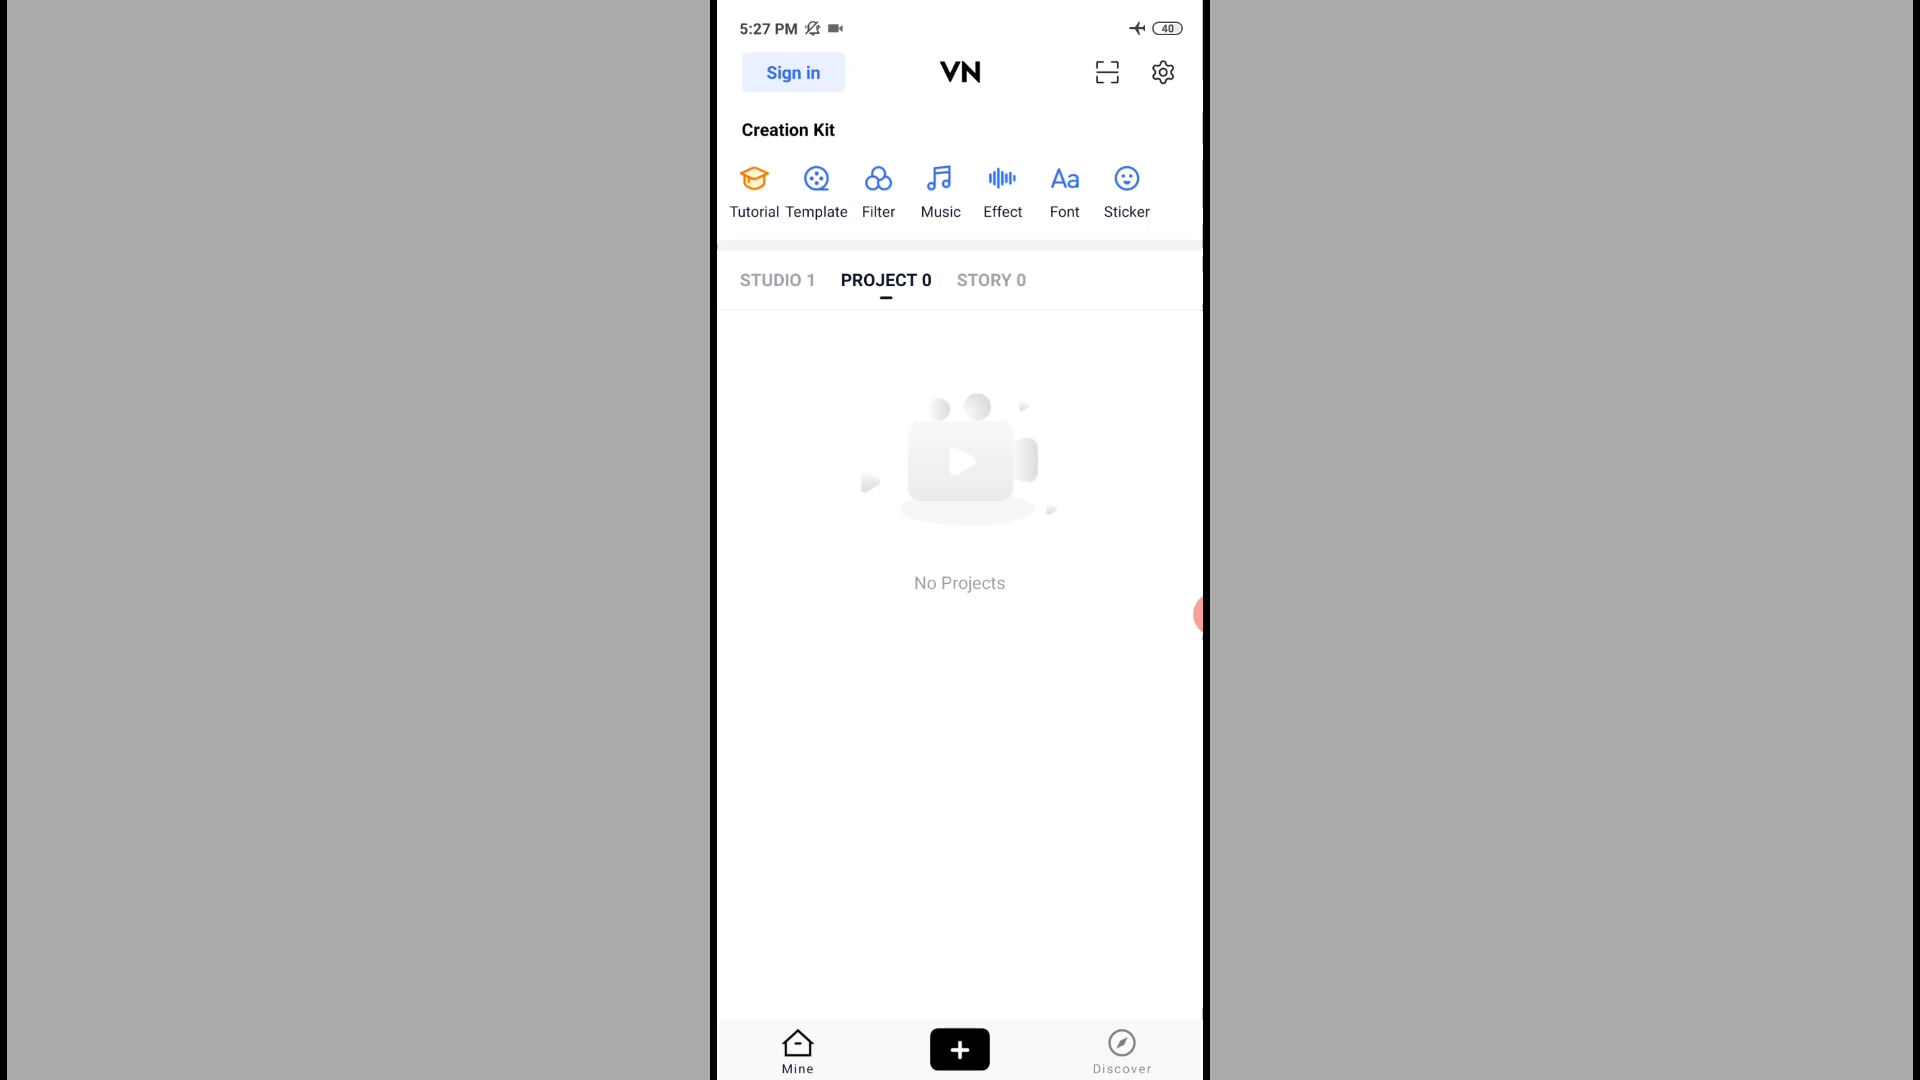 5:27 PM 40
Sign in VN
Creation Kit
Tutorial Template Filter Music Effect Font Sticker
STUDIO 1 PROJECT 0 STORY 0
No Projects
Mine Discover